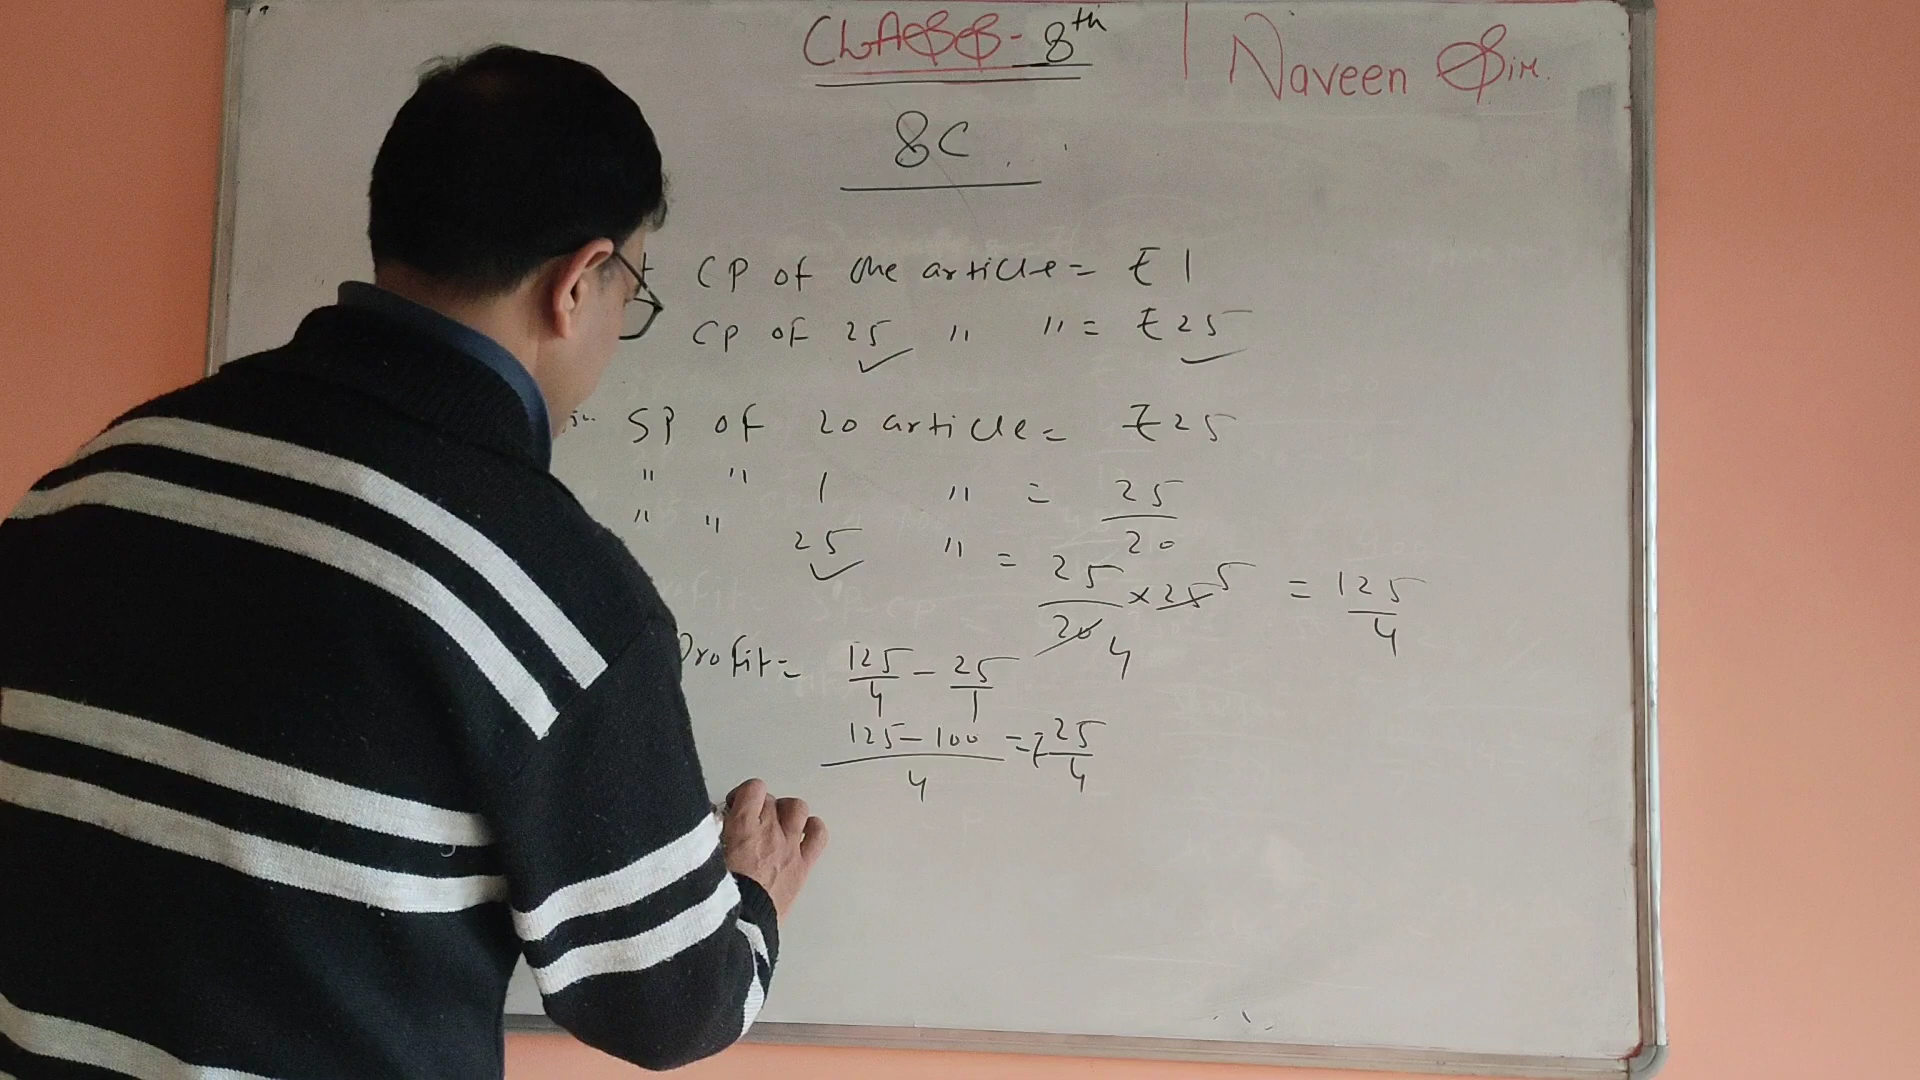 CLASS - 8th | Naveen Sir.
8C
CP of one article = ₹ 1
CP of 25 " " = ₹ 25
SP of 20 article = ₹ 25
" " 1 " = 25/20
" " 25 " = 25/20 × 25 5 = 125/4
4
Profit = 125/4 - 25/1
125-100/4 = ₹ 25/4